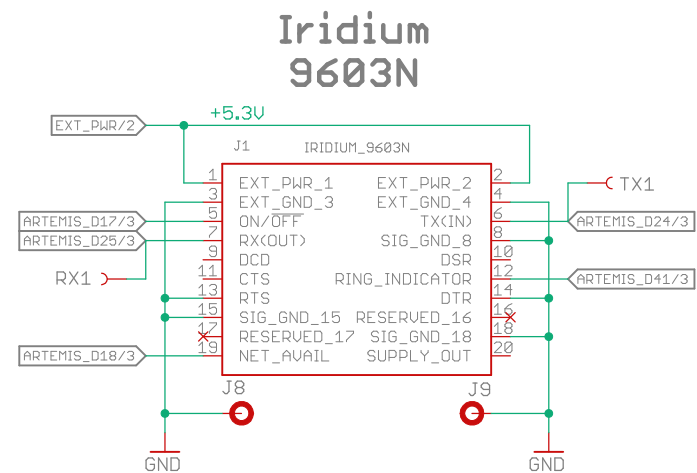 Iridium
9603N
+5.3V
EXT_PWR/2
J1 IRIDIUM_9603N
1 EXT_PWR_1 EXT_PWR_2 2
TX1
3 EXT_GND_3 EXT_GND_4 4
ARTEMIS_D17/3 5 ON/OFF TX(IN) 6 ARTEMIS_D24/3
ARTEMIS_D25/3 7 RX(OUT) SIG_GND_8 8
9 DCD DSR 10
RX1 11 CTS RING_INDICATOR 12 ARTEMIS_D41/3
13 RTS DTR 14
15 SIG_GND_15 RESERVED_16 16
17 RESERVED_17 SIG_GND_18 18
ARTEMIS_D18/3 19 NET_AVAIL SUPPLY_OUT 20
J8 J9
GND GND